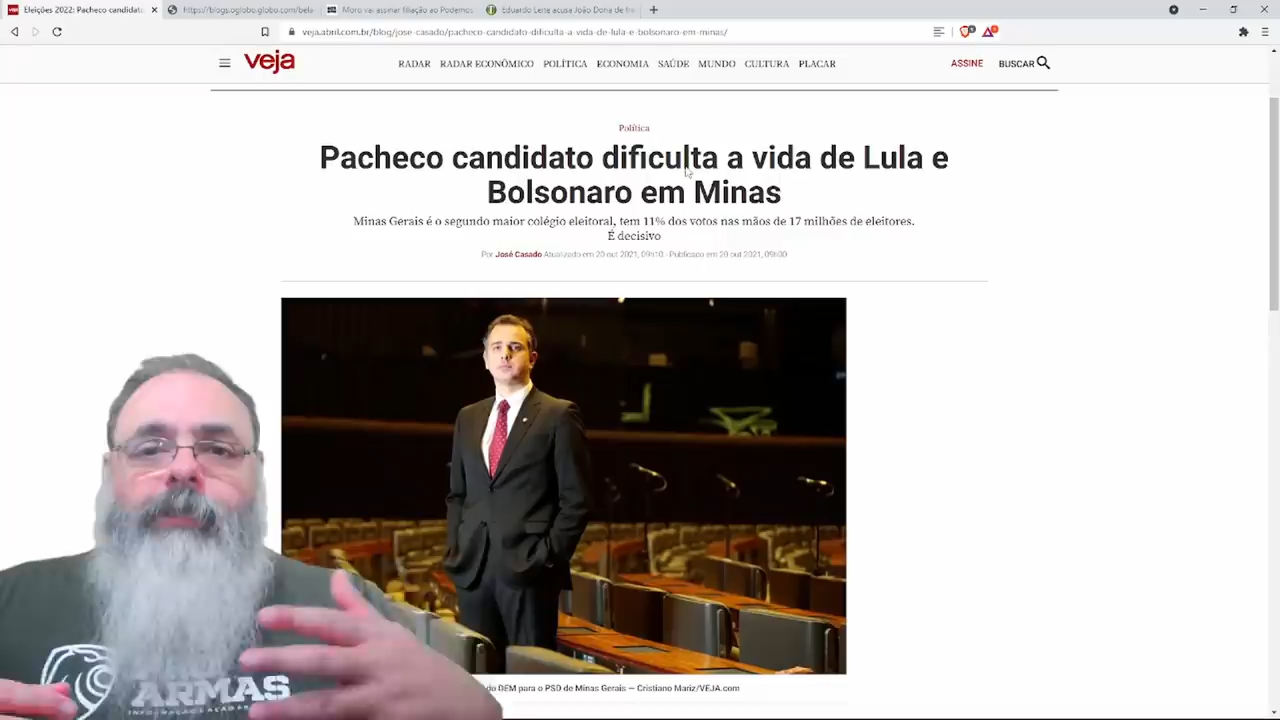 Eleições 2022: Pacheco candidato
https://blogs.oglobo.globo.com/bela
Moro vai assinar filiação ao Podemos
Eduardo Leite acusa João Doria de fra
veja.abril.com.br/blog/jose-casado/pacheco-candidato-dificulta-a-vida-de-lula-e-bolsonaro-em-minas/
veja
RADAR RADAR ECONÔMICO POLÍTICA ECONOMIA SAÚDE MUNDO CULTURA PLACAR
ASSINE
BUSCAR
Política
Pacheco candidato dificulta a vida de Lula e
Bolsonaro em Minas
Minas Gerais é o segundo maior colégio eleitoral, tem 11% dos votos nas mãos de 17 milhões de eleitores.
É decisivo
Por José Casado Atualizado em 20 out 2021, 09h10 - Publicado em 20 out 2021, 09h00
do DEM para o PSD de Minas Gerais — Cristiano Mariz/VEJA.com
ARMAS